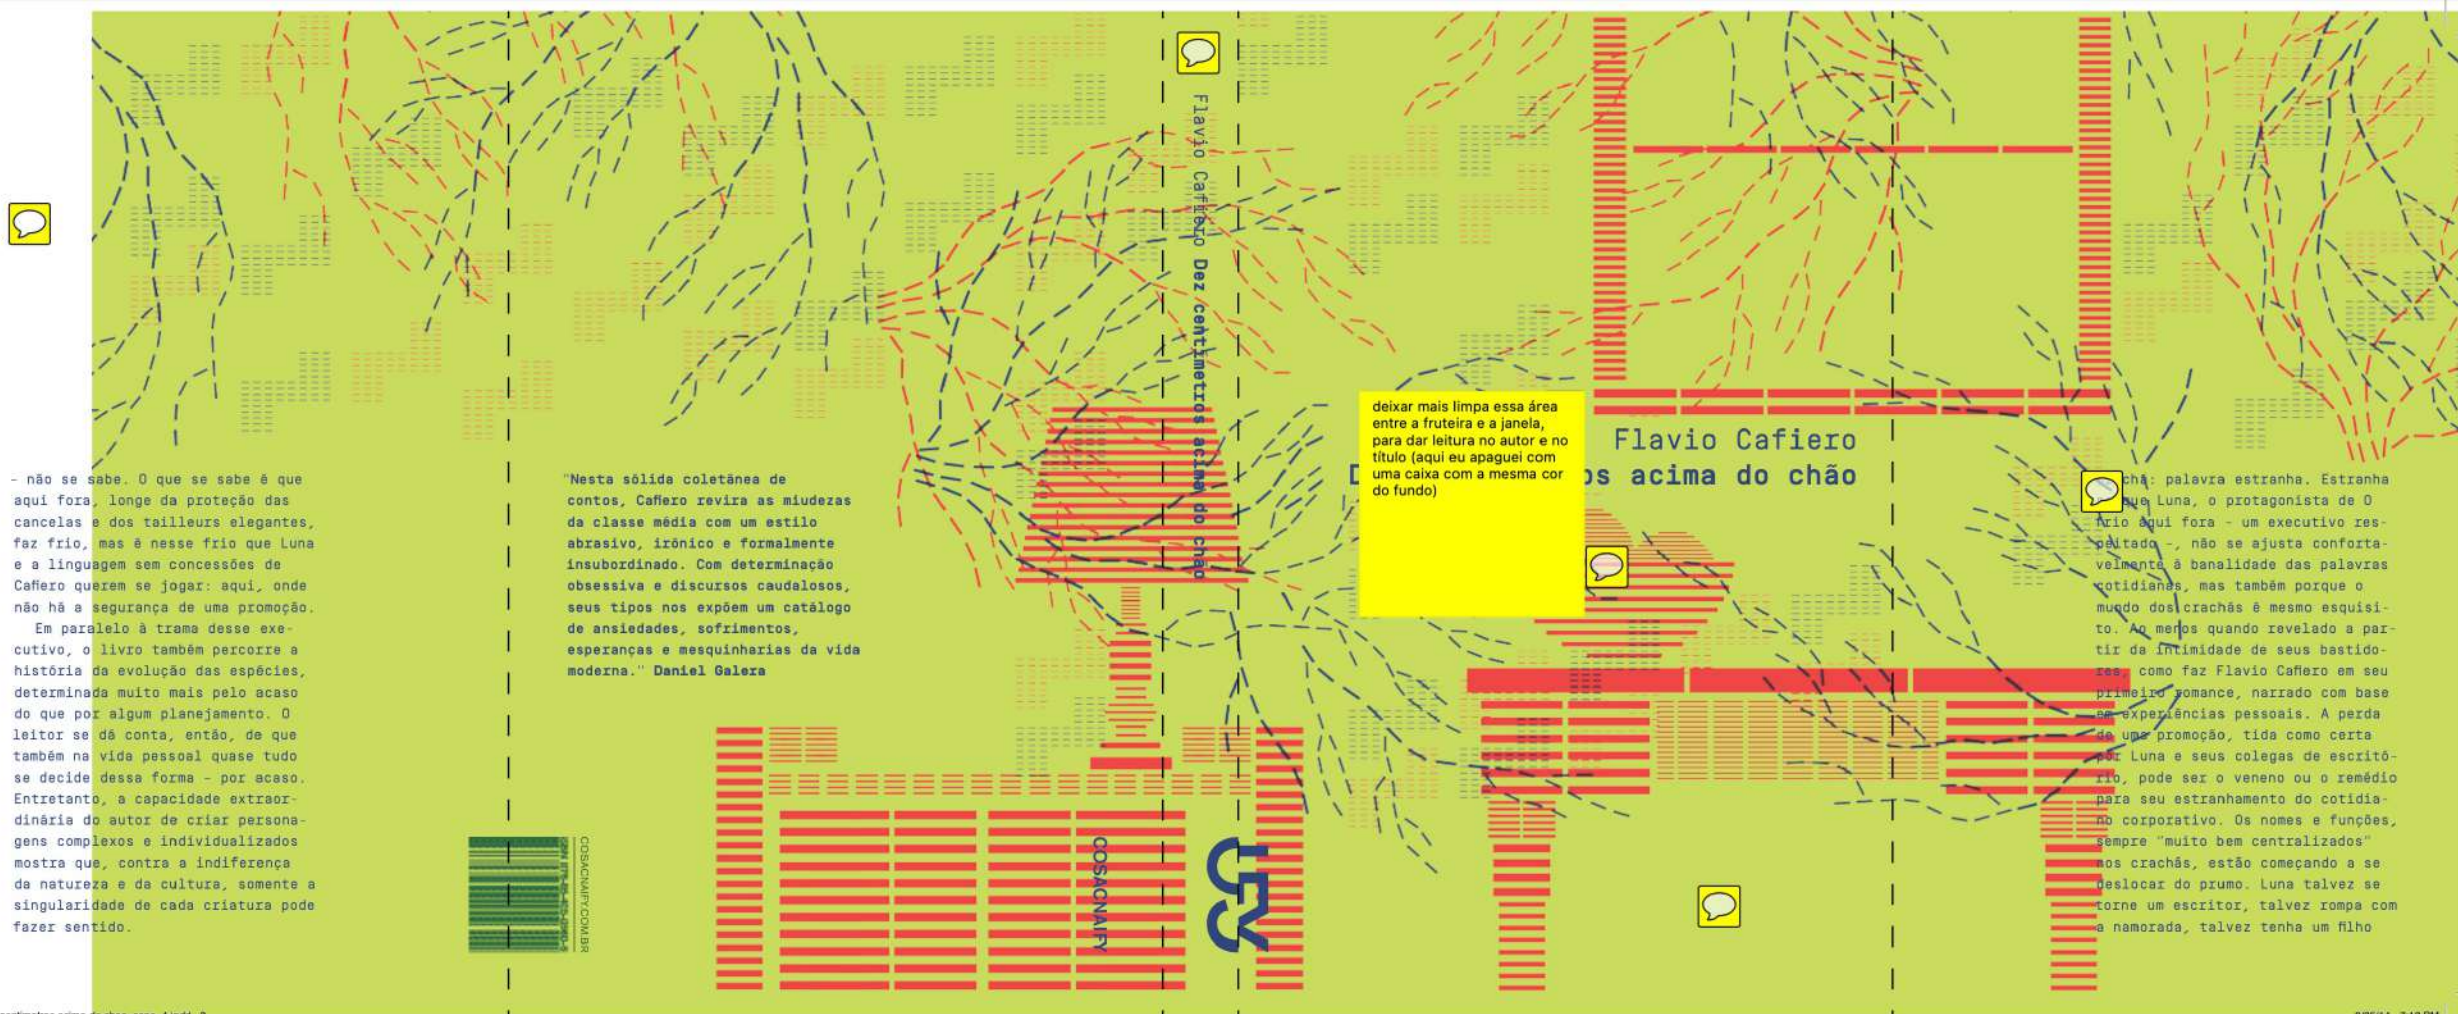 - não se sabe. O que se sabe é que
aqui fora, longe da proteção das
cancelas e dos tailleurs elegantes,
faz frio, mas é nesse frio que Luna
e a linguagem sem concessões de
Cafiero querem se jogar: aqui, onde
não há a segurança de uma promoção.
Em paralelo à trama desse exe-
cutivo, o livro também percorre a
história da evolução das espécies,
determinada muito mais pelo acaso
do que por algum planejamento. O
leitor se dá conta, então, de que
também na vida pessoal quase tudo
se decide dessa forma - por acaso.
Entretanto, a capacidade extraor-
dinária do autor de criar persona-
gens complexos e individualizados
mostra que, contra a indiferença
da natureza e da cultura, somente a
singularidade de cada criatura pode
fazer sentido.
"Nesta sólida coletânea de
contos, Cafiero revira as miudezas
da classe média com um estilo
abrasivo, irônico e formalmente
insubordinado. Com determinação
obsessiva e discursos caudalosos,
seus tipos nos expõem um catálogo
de ansiedades, sofrimentos,
esperanças e mesquinharias da vida
moderna." Daniel Galera
COSACNAIFY.COM.BR
COSACNAIFY
Flavio Cafiero Dez centímetros acima do chão
deixar mais limpa essa área
entre a fruteira e a janela,
para dar leitura no autor e no
título (aqui eu apaguei com
uma caixa com a mesma cor
do fundo)
Flavio Cafiero
os acima do chão
chá: palavra estranha. Estranha
que Luna, o protagonista de O
frio aqui fora - um executivo res-
peitado -, não se ajusta conforta-
velmente à banalidade das palavras
cotidianas, mas também porque o
mundo dos crachás é mesmo esquisi-
to. Ao menos quando revelado a par-
tir da intimidade de seus bastido-
res, como faz Flavio Cafiero em seu
primeiro romance, narrado com base
em experiências pessoais. A perda
de uma promoção, tida como certa
por Luna e seus colegas de escritó-
rio, pode ser o veneno ou o remédio
para seu estranhamento do cotidia-
no corporativo. Os nomes e funções,
sempre "muito bem centralizados"
nos crachás, estão começando a se
deslocar do prumo. Luna talvez se
torne um escritor, talvez rompa com
a namorada, talvez tenha um filho